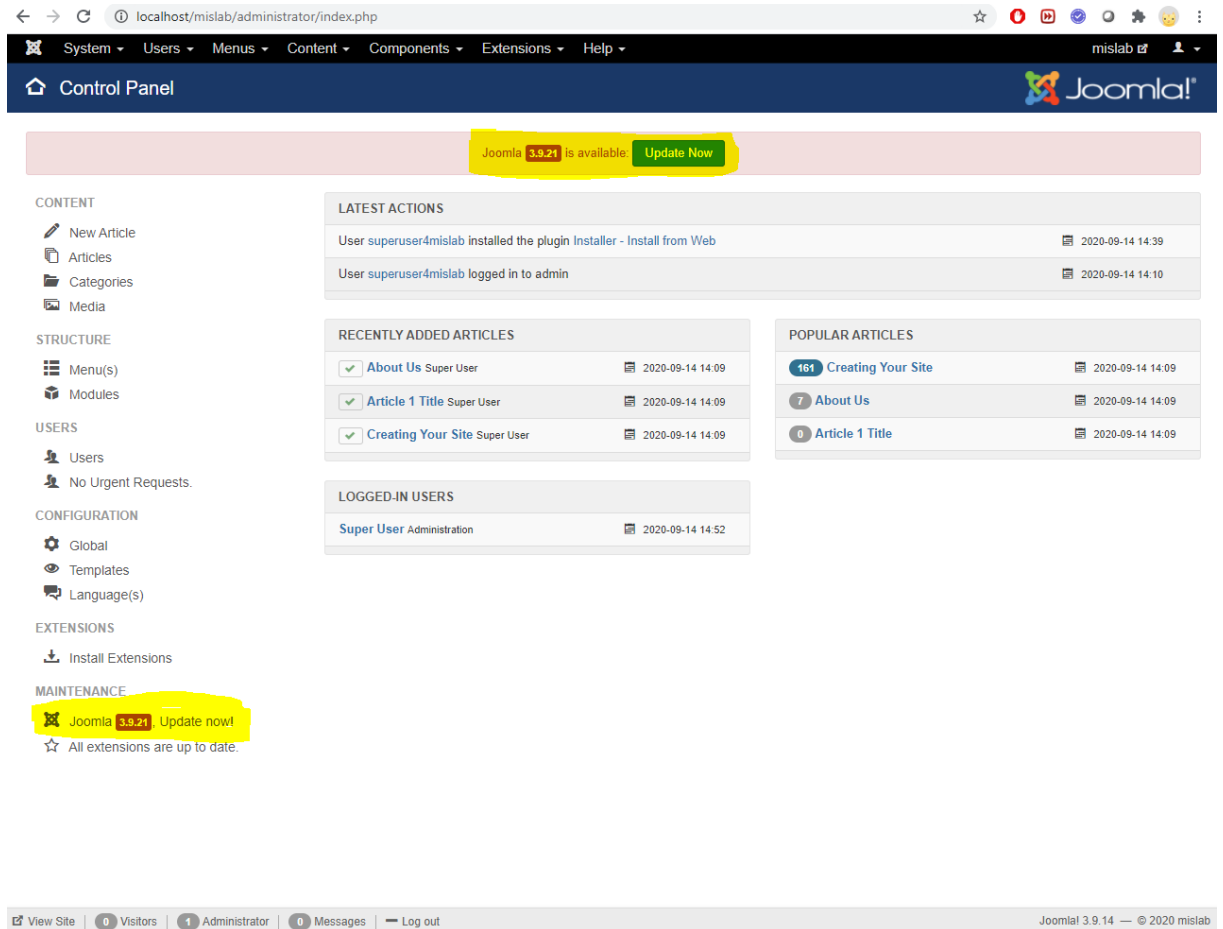 localhost/mislab/administrator/index.php
System Users Menus Content Components Extensions Help mislab
Control Panel Joomla!®
Joomla 3.9.21 is available: Update Now
CONTENT
New Article
Articles
Categories
Media
STRUCTURE
Menu(s)
Modules
USERS
Users
No Urgent Requests.
CONFIGURATION
Global
Templates
Language(s)
EXTENSIONS
Install Extensions
MAINTENANCE
Joomla 3.9.21, Update now!
All extensions are up to date.
LATEST ACTIONS
User superuser4mislab installed the plugin Installer - Install from Web 2020-09-14 14:39
User superuser4mislab logged in to admin 2020-09-14 14:10
RECENTLY ADDED ARTICLES
About Us Super User 2020-09-14 14:09
Article 1 Title Super User 2020-09-14 14:09
Creating Your Site Super User 2020-09-14 14:09
POPULAR ARTICLES
161 Creating Your Site 2020-09-14 14:09
7 About Us 2020-09-14 14:09
0 Article 1 Title 2020-09-14 14:09
LOGGED-IN USERS
Super User Administration 2020-09-14 14:52
View Site 0 Visitors 1 Administrator 0 Messages Log out Joomla! 3.9.14 — © 2020 mislab